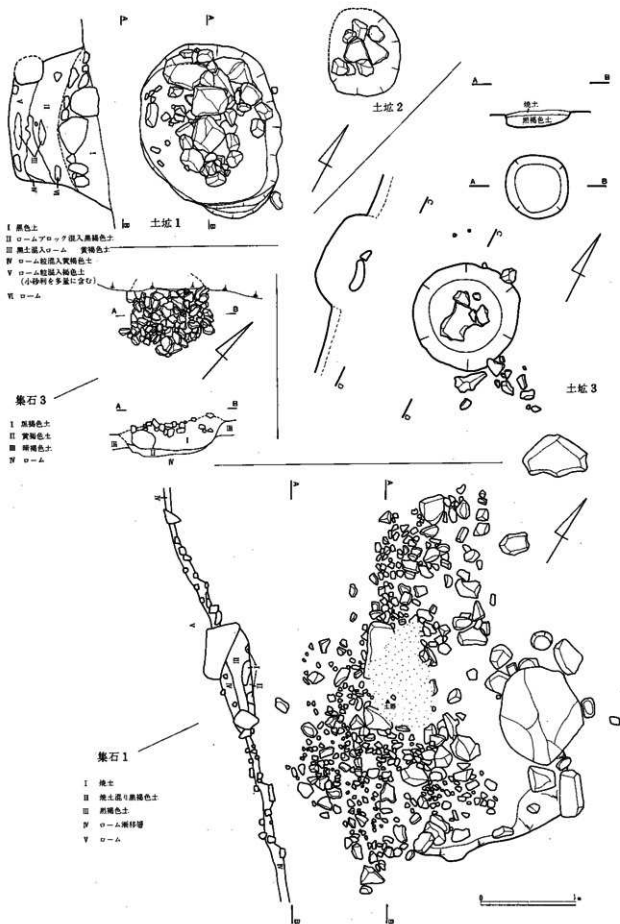 A
A
土坑 2
A
B
焼土
黒褐色土
A
B
B
B
土坑 1
I 黒色土
II ロームブロック混入黒褐色土
III 黒土混入ローム 黄褐色土
IV ローム粒混入黄褐色土
V ローム粒混入褐色土
(小砂利を多量に含む)
VI ローム
A
B
集石 3
A
B
I 黒褐色土
II 黄褐色土
III 暗褐色土
IV ローム
C
C
D
D
土坑 3
A
A
集石 1
I 焼土
II 焼土混り黒褐色土
III 黒褐色土
IV ローム漸移層
V ローム
B
B
0 1m